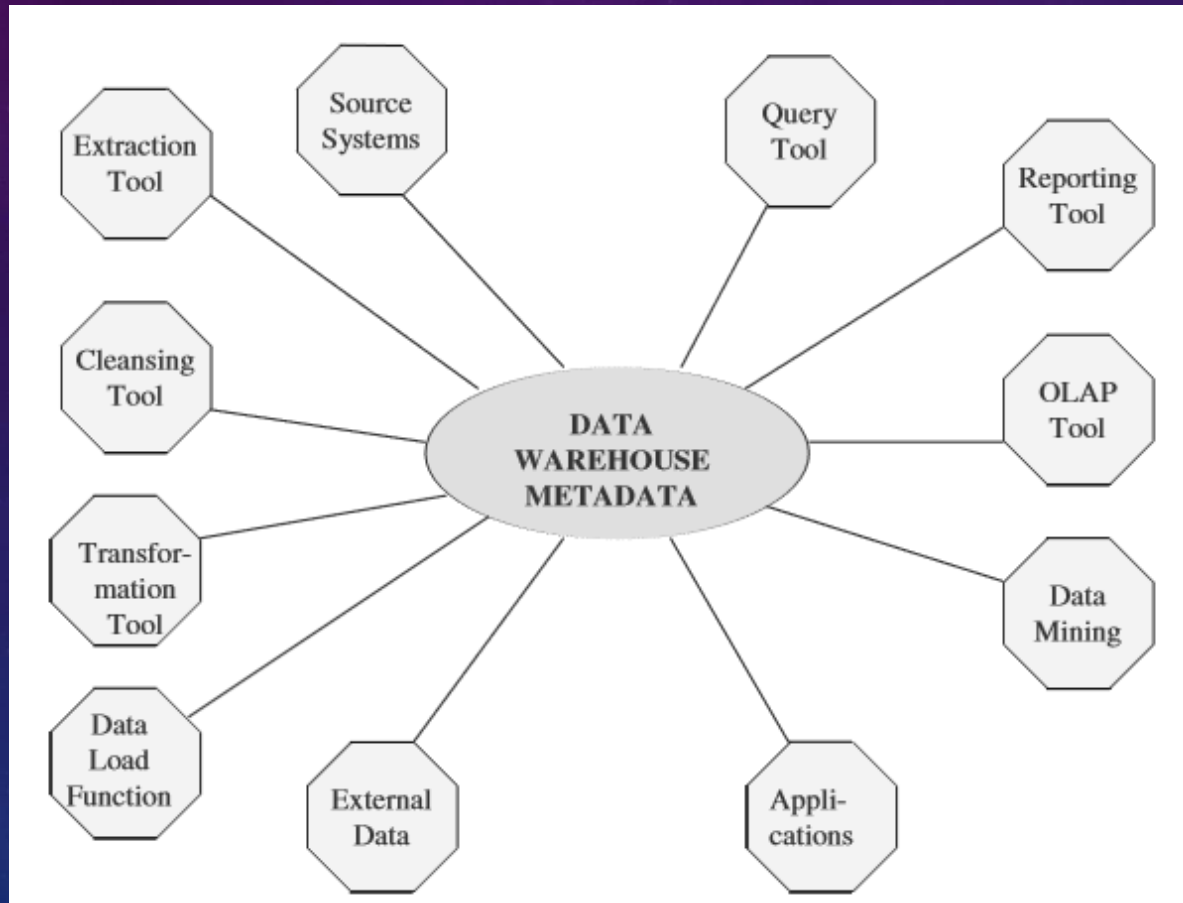 Source
Systems
Query
Tool
Extraction
Tool
Reporting
Tool
Cleansing
Tool
OLAP
Tool
DATA
WAREHOUSE
METADATA
Transfor-
mation
Tool
Data
Mining
Data
Load
Function
External
Data
Appli-
cations